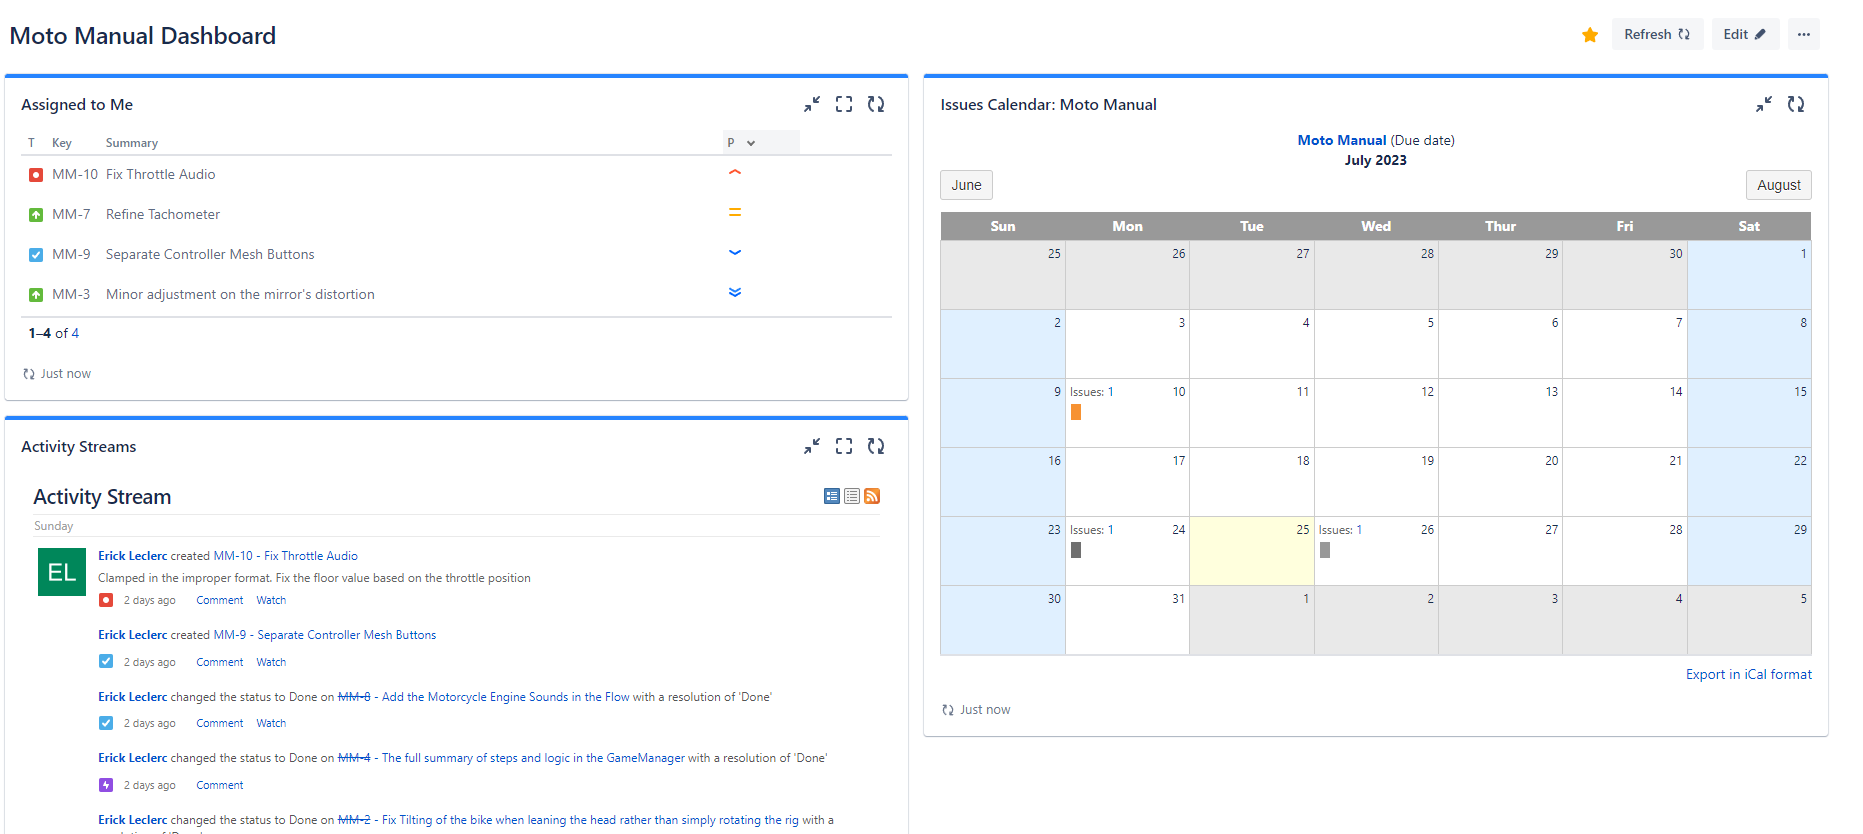 Moto Manual Dashboard
Refresh
Edit
Assigned to Me
T Key Summary P
MM-10 Fix Throttle Audio
MM-7 Refine Tachometer
MM-9 Separate Controller Mesh Buttons
MM-3 Minor adjustment on the mirror's distortion
1–4 of 4
Just now
Activity Streams
Activity Stream
Sunday
EL
Erick Leclerc created MM-10 - Fix Throttle Audio
Clamped in the improper format. Fix the floor value based on the throttle position
2 days ago Comment Watch
Erick Leclerc created MM-9 - Separate Controller Mesh Buttons
2 days ago Comment Watch
Erick Leclerc changed the status to Done on MM-8 - Add the Motorcycle Engine Sounds in the Flow with a resolution of 'Done'
2 days ago Comment Watch
Erick Leclerc changed the status to Done on MM-4 - The full summary of steps and logic in the GameManager with a resolution of 'Done'
2 days ago Comment
Erick Leclerc changed the status to Done on MM-2 - Fix Tilting of the bike when leaning the head rather than simply rotating the rig with a
Issues Calendar: Moto Manual
Moto Manual (Due date)
July 2023
June August
Sun Mon Tue Wed Thur Fri Sat
25 26 27 28 29 30 1
2 3 4 5 6 7 8
9 Issues: 1 10 11 12 13 14 15
16 17 18 19 20 21 22
23 Issues: 1 24 25 Issues: 1 26 27 28 29
30 31 1 2 3 4 5
Export in iCal format
Just now